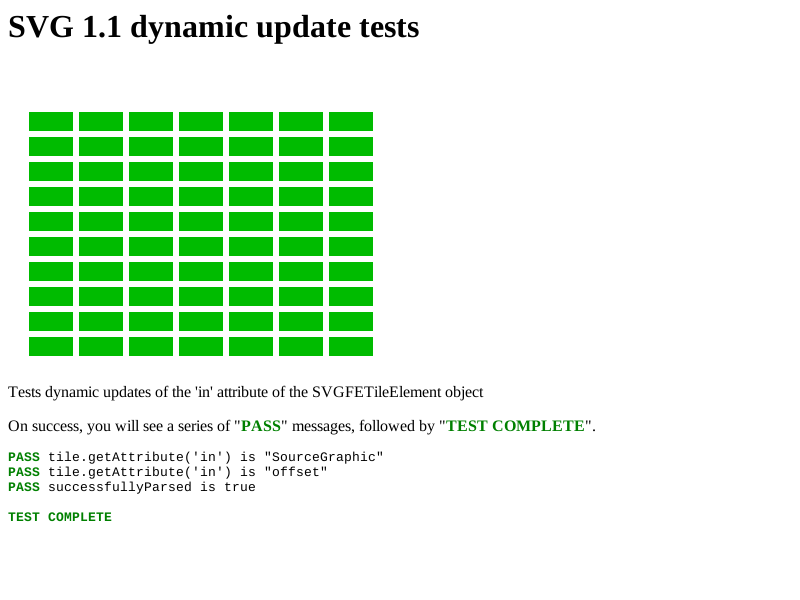 SVG 1.1 dynamic update tests
Tests dynamic updates of the 'in' attribute of the SVGFETileElement object
On success, you will see a series of "PASS" messages, followed by "TEST COMPLETE".
PASS tile.getAttribute('in') is "SourceGraphic"
PASS tile.getAttribute('in') is "offset"
PASS successfullyParsed is true
TEST COMPLETE